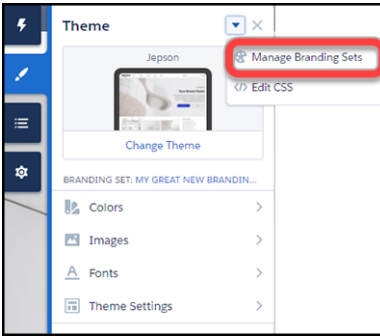 Theme
Manage Branding Sets
Jepson
</> Edit CSS
Change Theme
BRANDING SET: MY GREAT NEW BRANDIN...
Colors
Images
A Fonts
Theme Settings